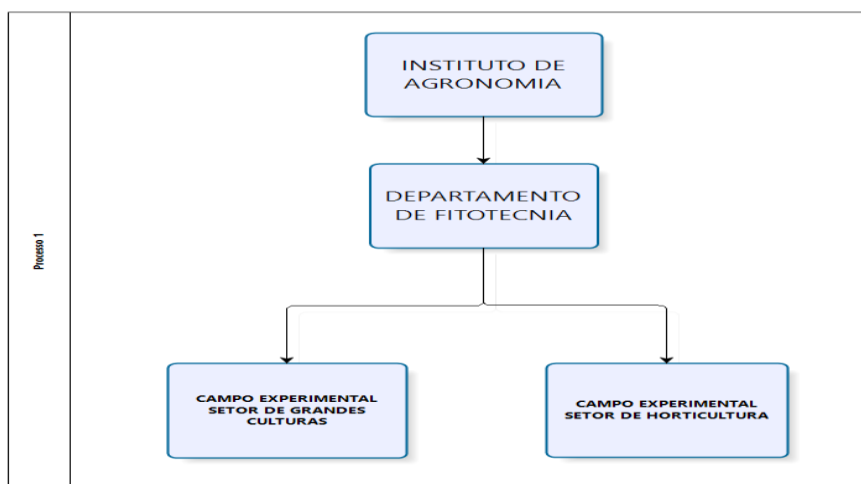 Processo 1
INSTITUTO DE
AGRONOMIA
DEPARTAMENTO
DE FITOTECNIA
CAMPO EXPERIMENTAL
SETOR DE GRANDES
CULTURAS
CAMPO EXPERIMENTAL
SETOR DE HORTICULTURA